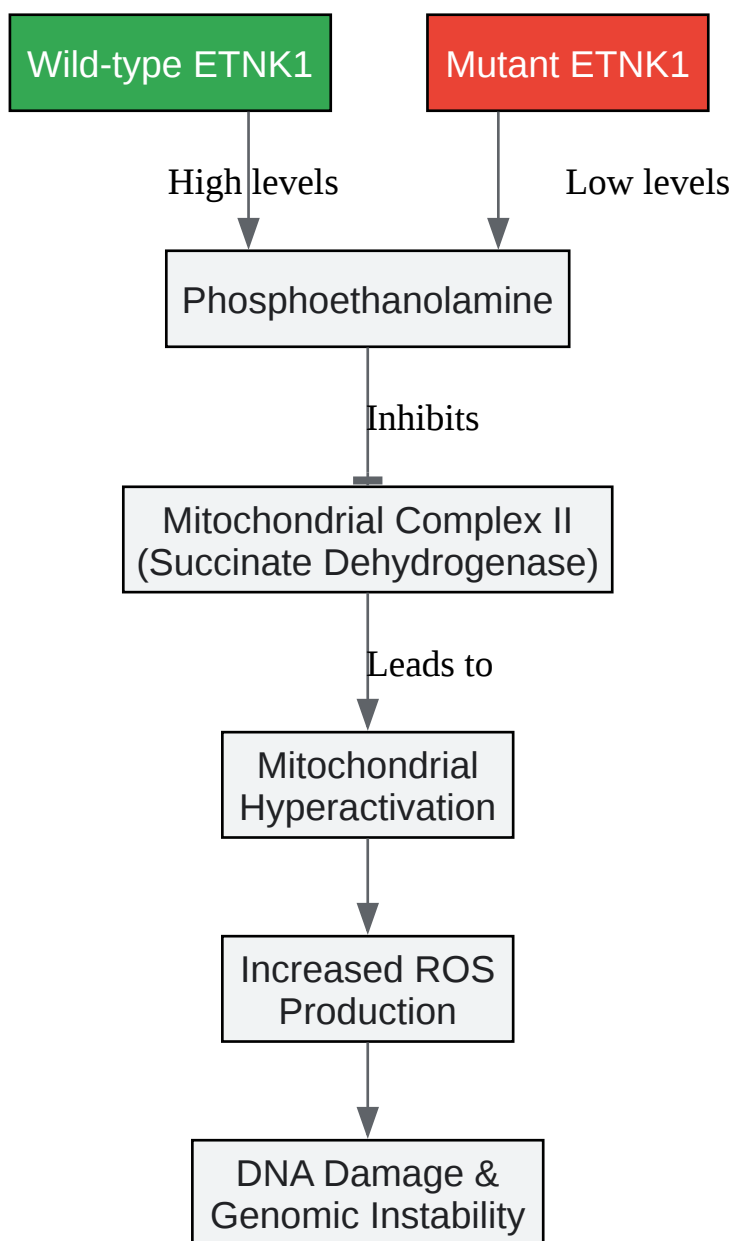 Wild-type ETNK1
Mutant ETNK1
High levels
Low levels
Phosphoethanolamine
Inhibits
Mitochondrial Complex II
(Succinate Dehydrogenase)
Leads to
Mitochondrial
Hyperactivation
Increased ROS
Production
DNA Damage &
Genomic Instability